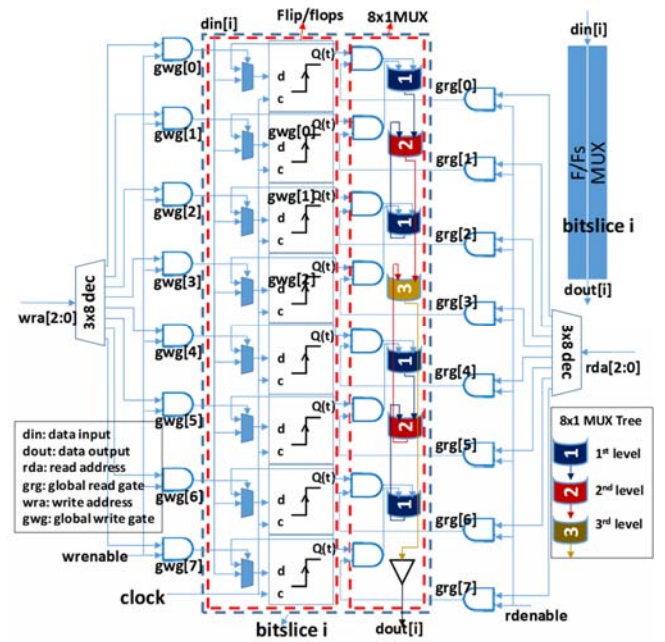 Flip/flops
8x1MUX
din[i]
din[i]
Q(t)
gwg[0]
d
c
1
grg[0]
Q(t)
gwg[1]
gwg[0]
d
c
2
grg[1]
F/Fs
MUX
Q(t)
gwg[2]
gwg[1]
d
c
1
grg[2]
bitslice i
Q(t)
gwg[3]
gwg[2]
d
c
3
grg[3]
dout[i]
3x8 dec
wra[2:0]
Q(t)
gwg[4]
d
c
1
grg[4]
3x8 dec
rda[2:0]
Q(t)
gwg[5]
d
c
2
grg[5]
din: data input
dout: data output
rda: read address
grg: global read gate
wra: write address
gwg: global write gate
8x1 MUX Tree
1 1st level
2 2nd level
3 3rd level
Q(t)
gwg[6]
d
c
1
grg[6]
wrenable
Q(t)
gwg[7]
d
c
grg[7]
clock
rdenable
bitslice i
dout[i]